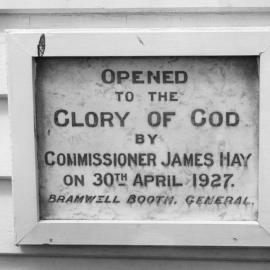 OPENED
TO THE
GLORY OF GOD
BY
COMMISSIONER JAMES HAY
ON 30TH APRIL 1927.
BRAMWELL BOOTH, GENERAL.